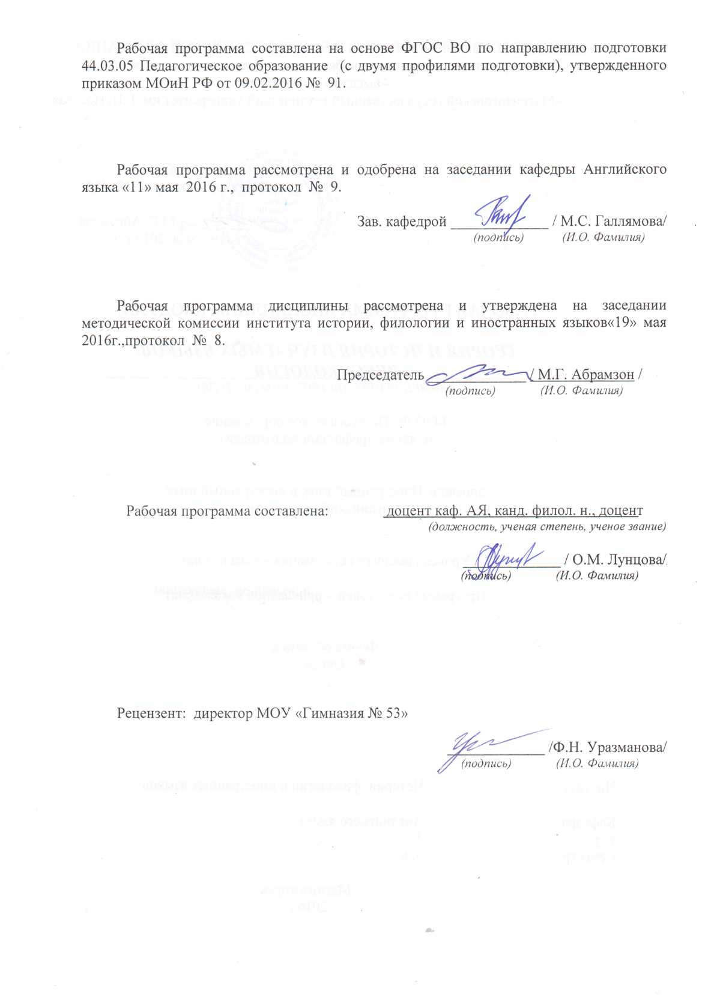 Рабочая программа составлена на основе ФГОС ВО по направлению подготовки
44.03.05 Педагогическое образование (с двумя профилями подготовки), утвержденного
приказом МОиН РФ от 09.02.2016 № 91.
Рабочая программа рассмотрена и одобрена на заседании кафедры Английского
языка «11» мая 2016 г., протокол № 9.
Зав. кафедрой _____________ / М.С. Галлямова/
(подпись) (И.О. Фамилия)
Рабочая программа дисциплины рассмотрена и утверждена на заседании
методической комиссии института истории, филологии и иностранных языков«19» мая
2016г.,протокол № 8.
Председатель _____________ / М.Г. Абрамзон /
(подпись) (И.О. Фамилия)
Рабочая программа составлена: доцент каф. АЯ, канд. филол. н., доцент
(должность, ученая степень, ученое звание)
_____________ / О.М. Лунцова/
(подпись) (И.О. Фамилия)
Рецензент: директор МОУ «Гимназия № 53»
_____________ /Ф.Н. Уразманова/
(подпись) (И.О. Фамилия)